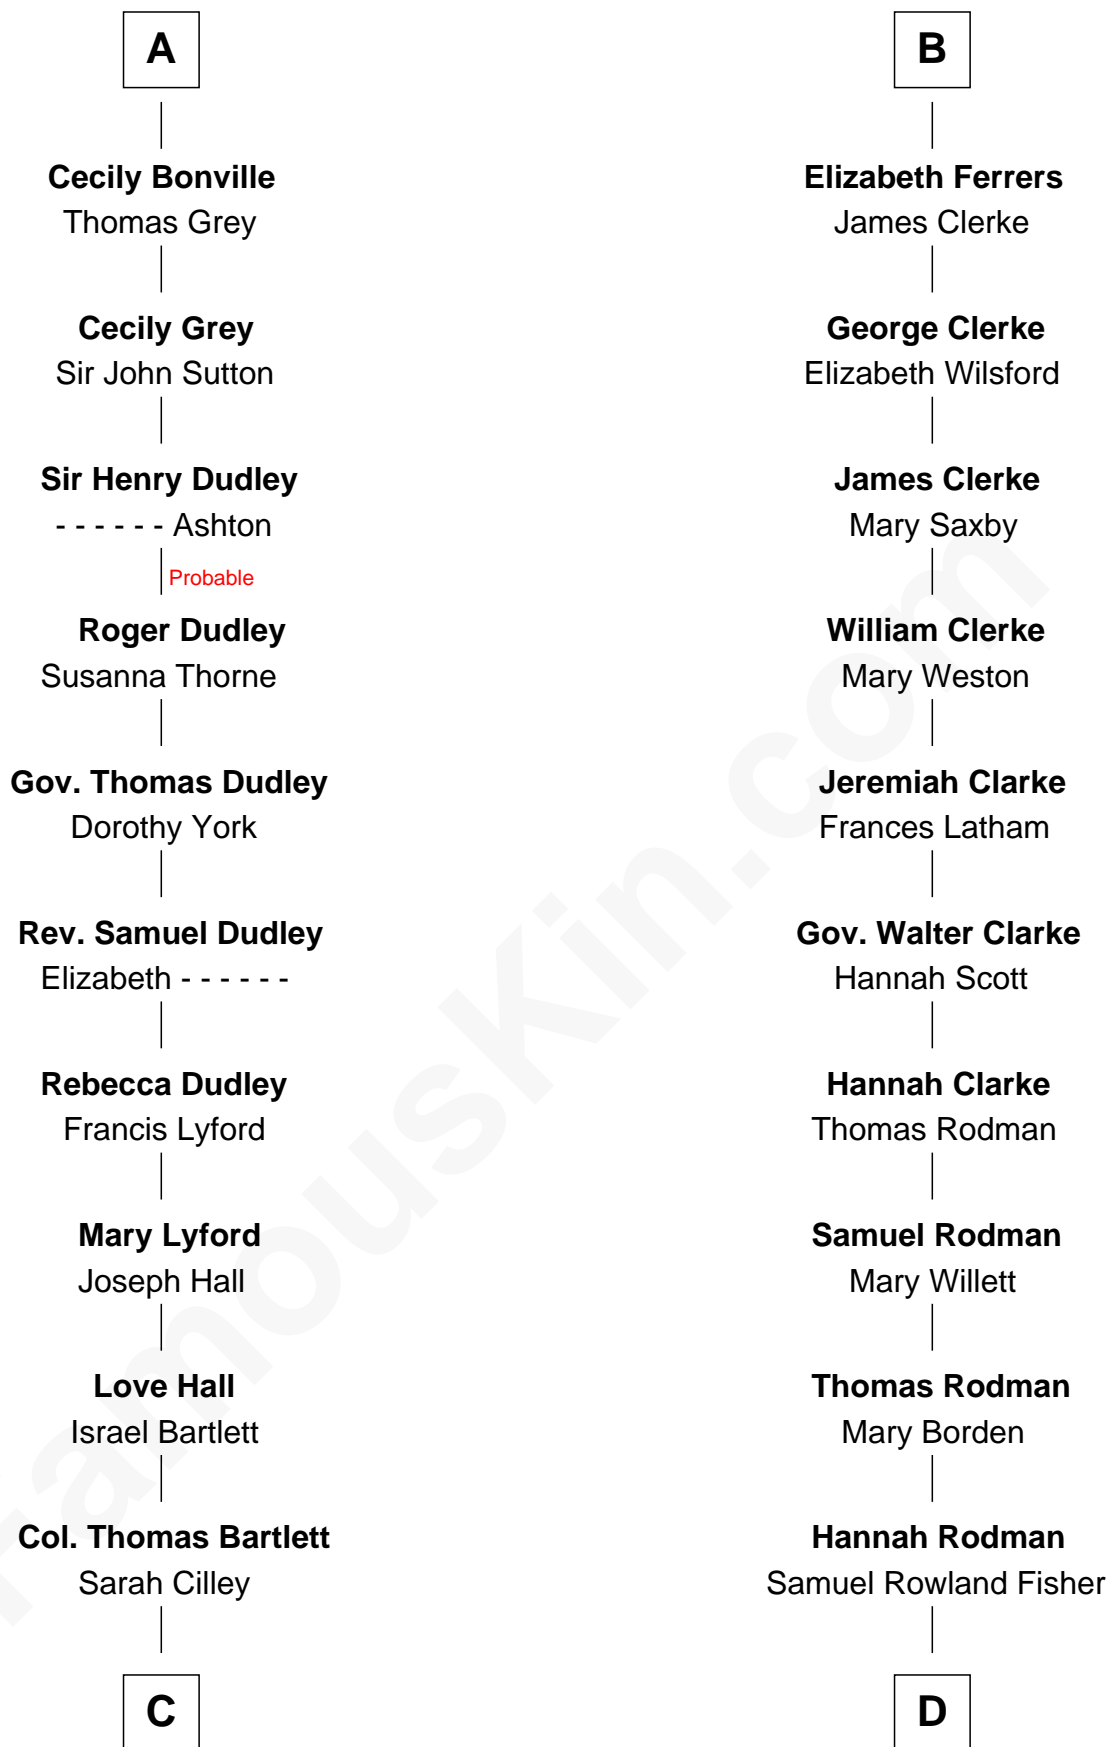 A
Cecily Bonville
Thomas Grey
Cecily Grey
Sir John Sutton
Sir Henry Dudley
- - - - - - Ashton
Probable
Roger Dudley
Susanna Thorne
Gov. Thomas Dudley
Dorothy York
Rev. Samuel Dudley
Elizabeth - - - - - -
Rebecca Dudley
Francis Lyford
Mary Lyford
Joseph Hall
Love Hall
Israel Bartlett
Col. Thomas Bartlett
Sarah Cilley
C
B
Elizabeth Ferrers
James Clerke
George Clerke
Elizabeth Wilsford
James Clerke
Mary Saxby
William Clerke
Mary Weston
Jeremiah Clarke
Frances Latham
Gov. Walter Clarke
Hannah Scott
Hannah Clarke
Thomas Rodman
Samuel Rodman
Mary Willett
Thomas Rodman
Mary Borden
Hannah Rodman
Samuel Rowland Fisher
D
FamousKin.com